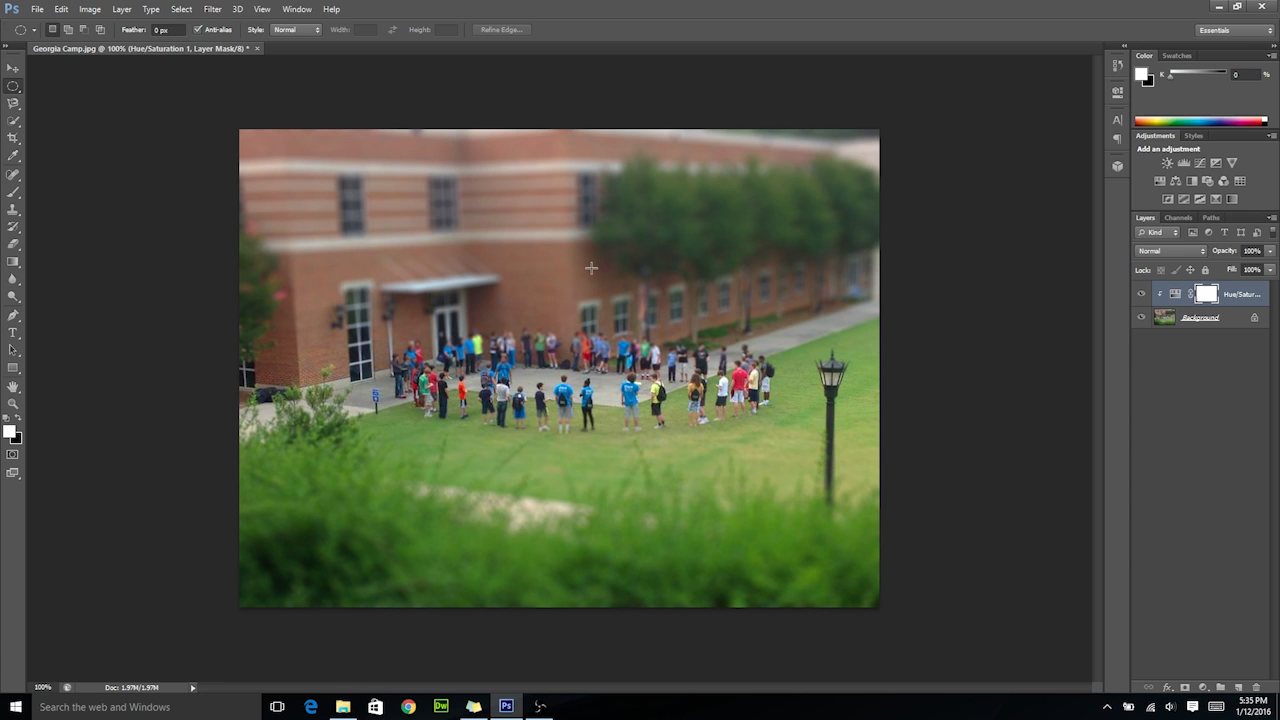 Ps File Edit Image Layer Type Select Filter 3D View Window Help
Feather: 0 px Anti-alias Style: Normal Width: Height: Refine Edge... Essentials
Georgia Camp.jpg @ 100% (Hue/Saturation 1, Layer Mask/8) * ×
Color Swatches
K 0 %
Adjustments Styles
Add an adjustment
Layers Channels Paths
Kind
Normal Opacity: 100%
Lock: Fill: 100%
Hue/Satur...
Background
100% Doc: 1.97M/1.97M
Search the web and Windows
Dw Ps
5:35 PM
1/12/2016